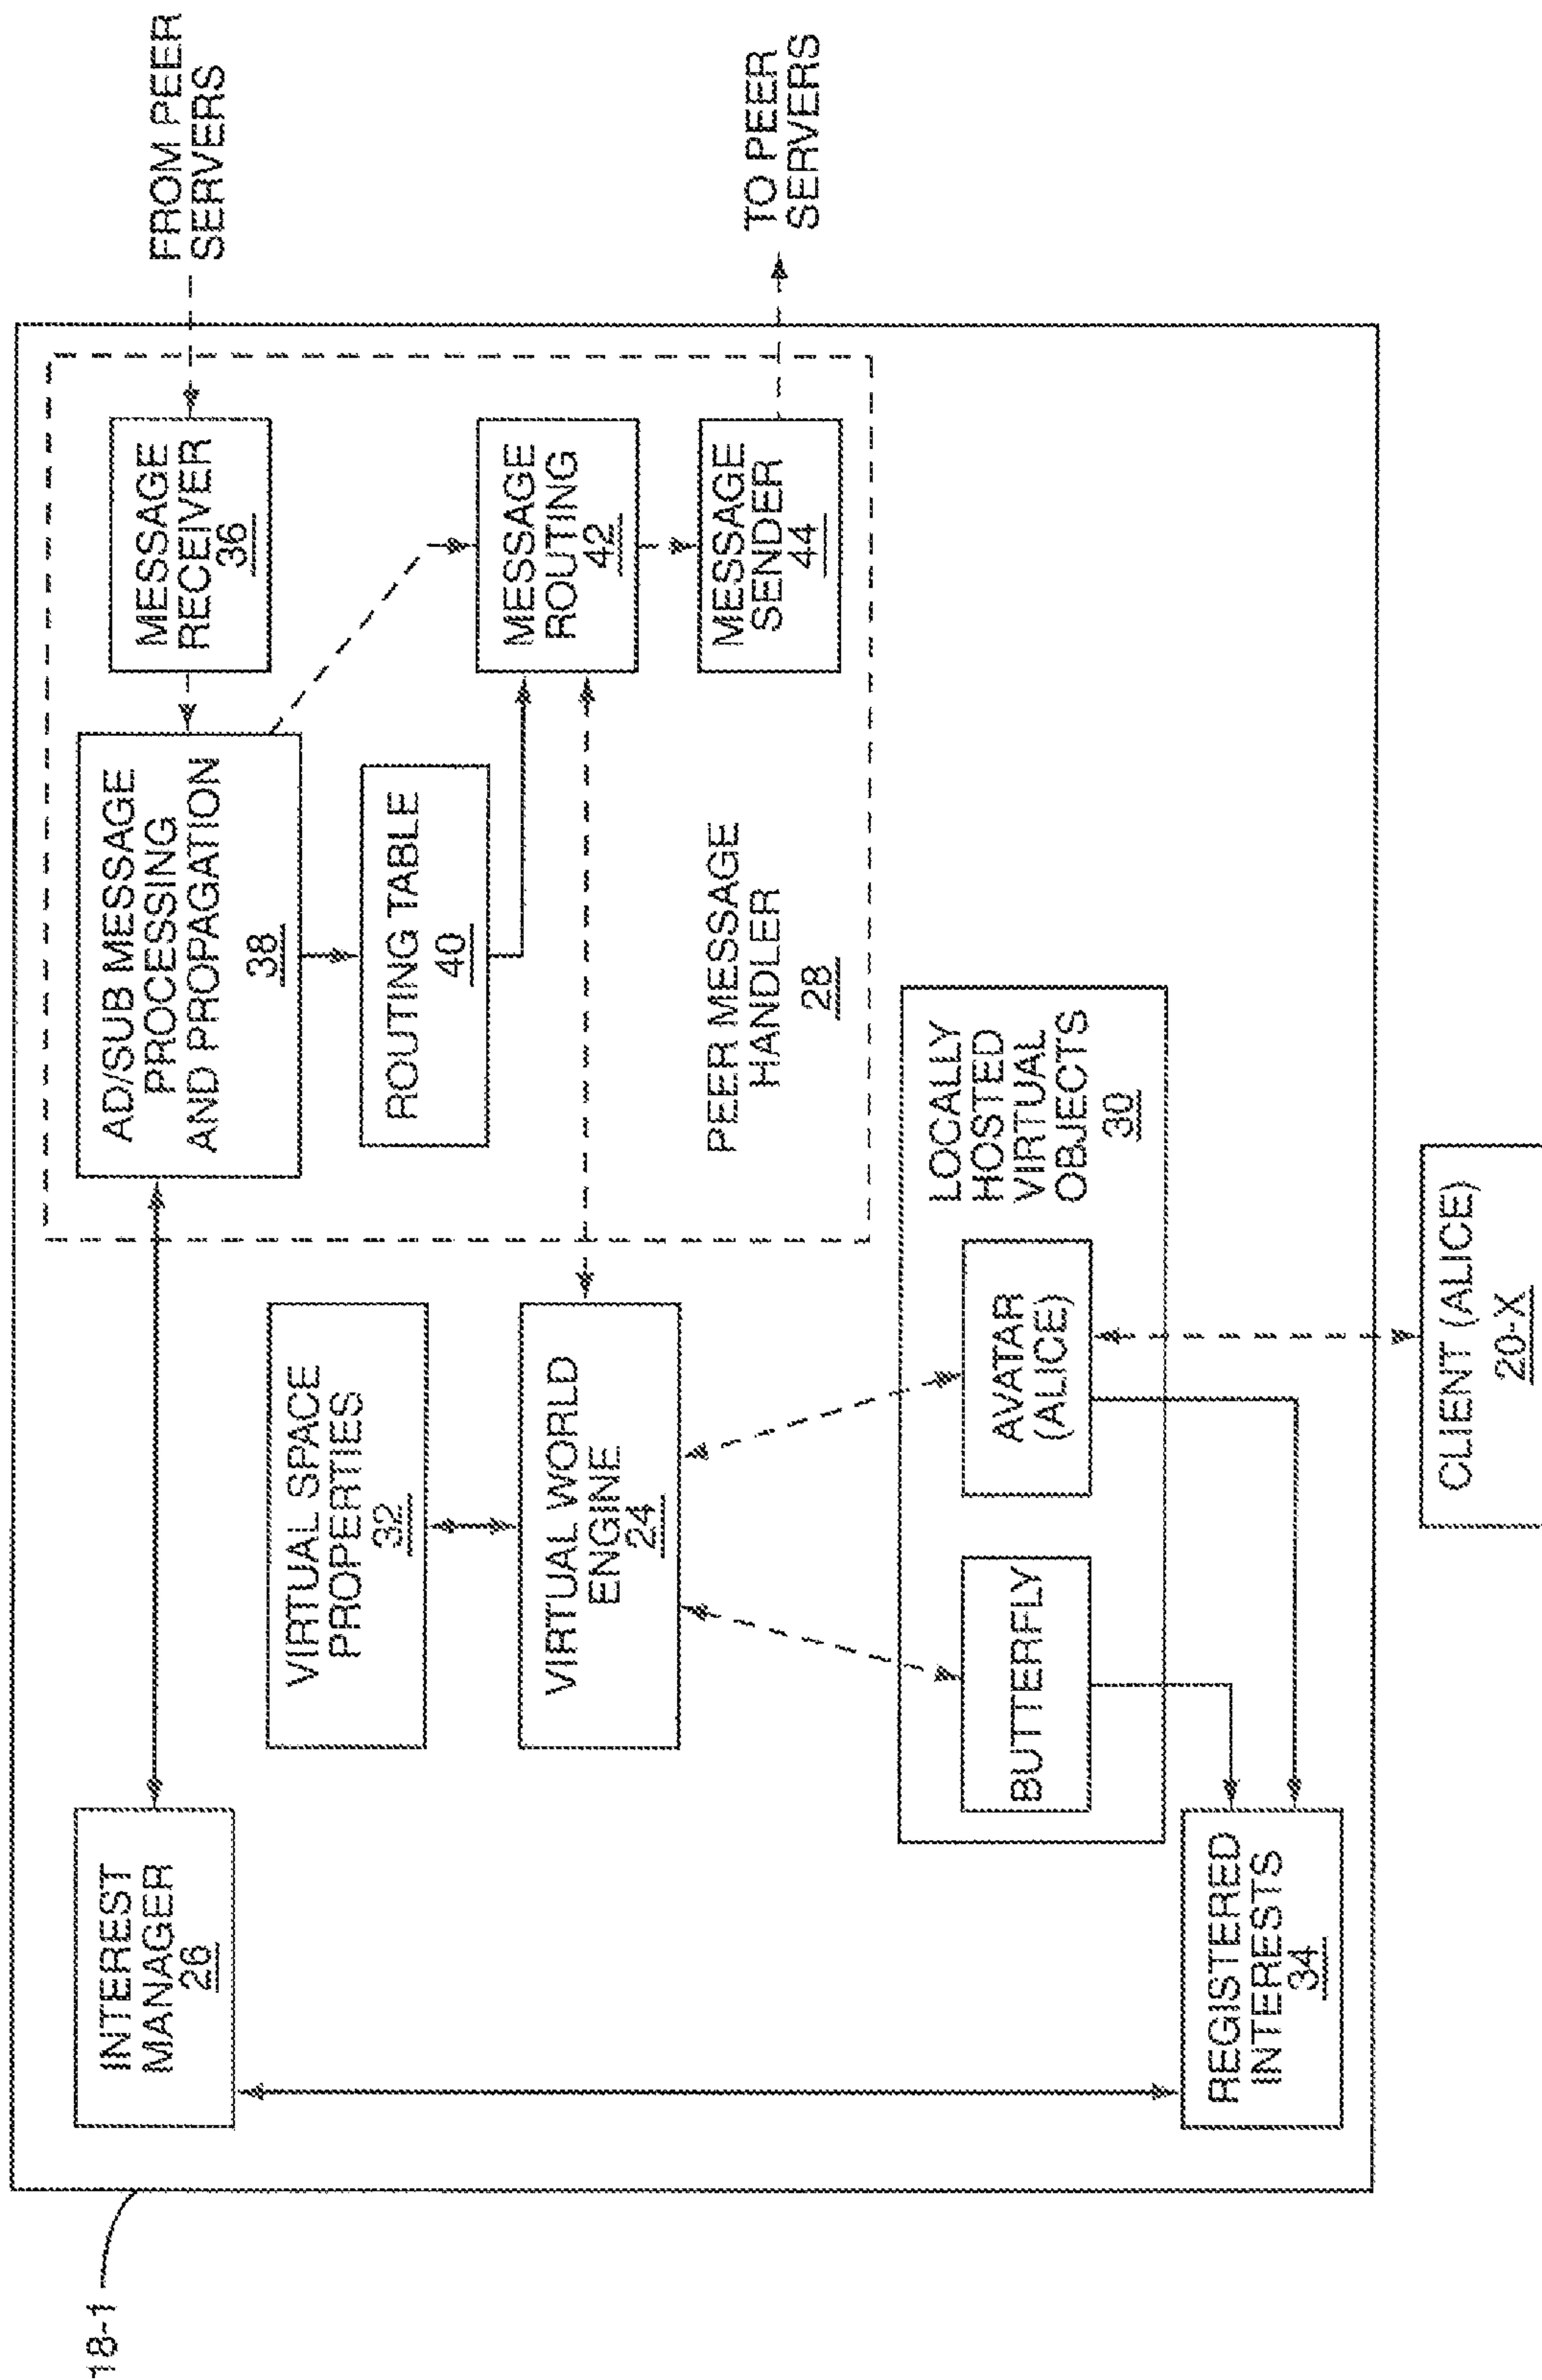 18-1
INTEREST
MANAGER
26
AD/SUB MESSAGE
PROCESSING
AND PROPAGATION
38
MESSAGE
RECEIVER
36
FROM PEER
SERVERS
VIRTUAL SPACE
PROPERTIES
32
ROUTING TABLE
40
VIRTUAL WORLD
ENGINE
24
MESSAGE
ROUTING
42
MESSAGE
SENDER
44
TO PEER
SERVERS
PEER MESSAGE
HANDLER
28
BUTTERFLY
AVATAR
(ALICE)
LOCALLY
HOSTED
VIRTUAL
OBJECTS
30
REGISTERED
INTERESTS
34
CLIENT (ALICE)
20-X